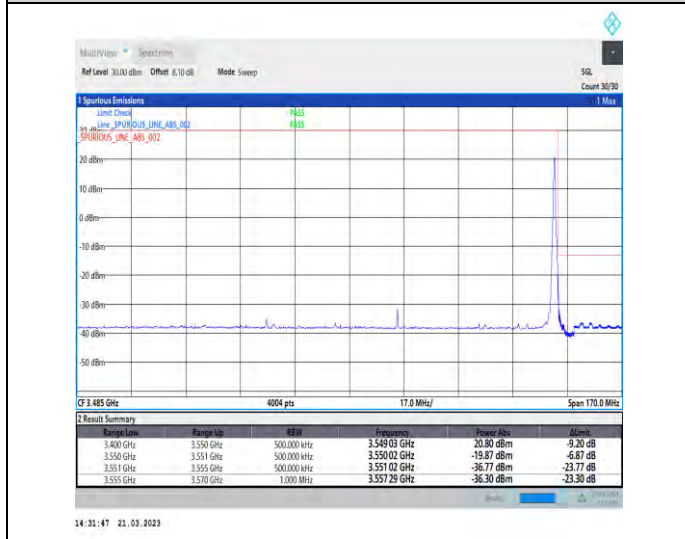 MultiView Spectrum
Ref Level 30.00 dBm Offset 8.10 dB Mode Sweep SGL
Count 30/30
1 Spurious Emissions 1 Max
Limit Check PASS
Line _SPURIOUS_LINE_ABS_002 PASS
30 dBm
_SPURIOUS_LINE_ABS_002
20 dBm
10 dBm
0 dBm
-10 dBm
-20 dBm
-30 dBm
-40 dBm
-50 dBm
CF 3.485 GHz 4004 pts 17.0 MHz/ Span 170.0 MHz
2 Result Summary
Range Low Range Up RBW Frequency Power Abs ΔLimit
3.400 GHz 3.550 GHz 500.000 kHz 3.549 03 GHz 20.80 dBm -9.20 dB
3.550 GHz 3.551 GHz 500.000 kHz 3.550 02 GHz -19.87 dBm -6.87 dB
3.551 GHz 3.555 GHz 500.000 kHz 3.551 02 GHz -36.77 dBm -23.77 dB
3.555 GHz 3.570 GHz 1.000 MHz 3.557 29 GHz -36.30 dBm -23.30 dB
14:31:47 21.03.2023